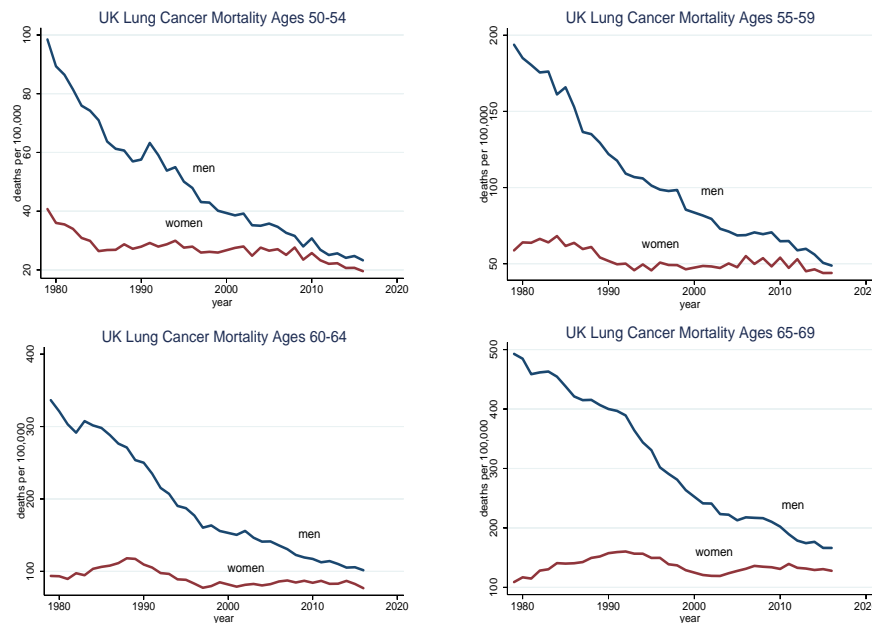 UK Lung Cancer Mortality Ages 50-54
deaths per 100,000
100
80
60
40
20
men
women
1980 1990 2000 2010 2020
year
UK Lung Cancer Mortality Ages 55-59
deaths per 100,000
200
150
100
50
men
women
1980 1990 2000 2010 202
year
UK Lung Cancer Mortality Ages 60-64
deaths per 100,000
400
300
200
100
men
women
1980 1990 2000 2010 2020
year
UK Lung Cancer Mortality Ages 65-69
deaths per 100,000
500
400
300
200
100
men
women
1980 1990 2000 2010 202
year